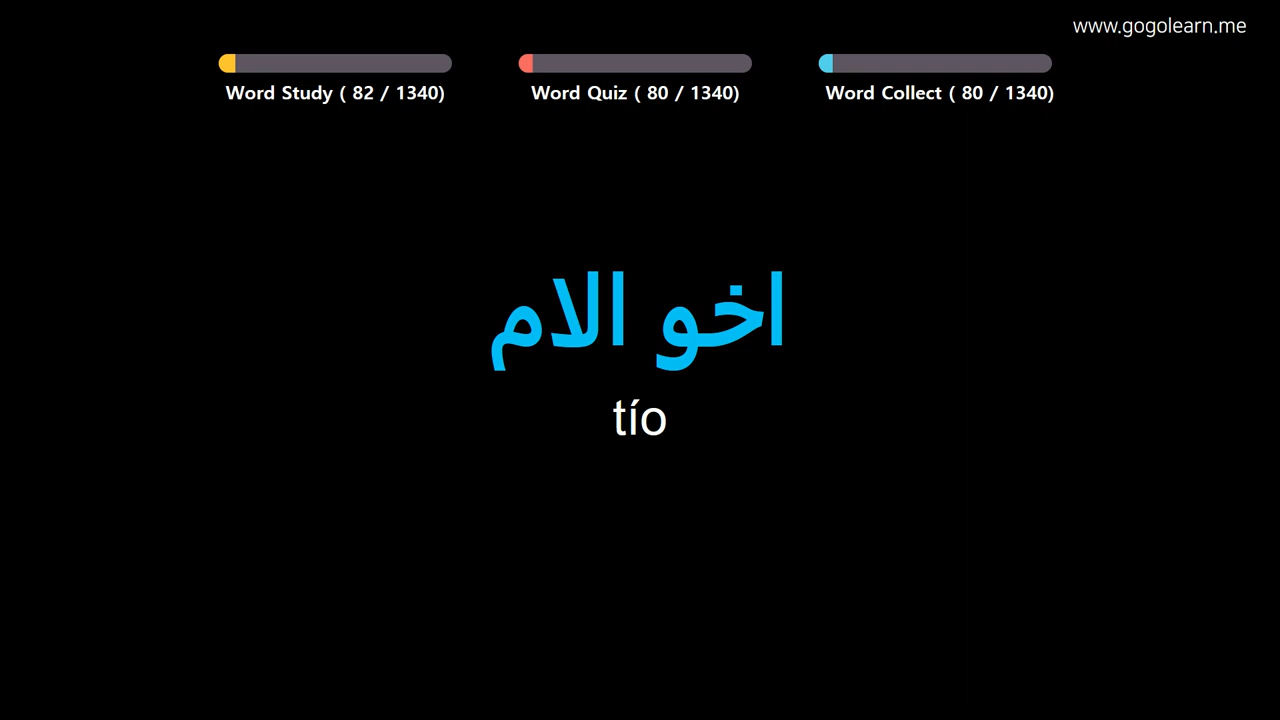 www.gogolearn.me
Word Study ( 82 / 1340)
Word Quiz ( 80 / 1340)
Word Collect ( 80 / 1340)
اخو الام
tío